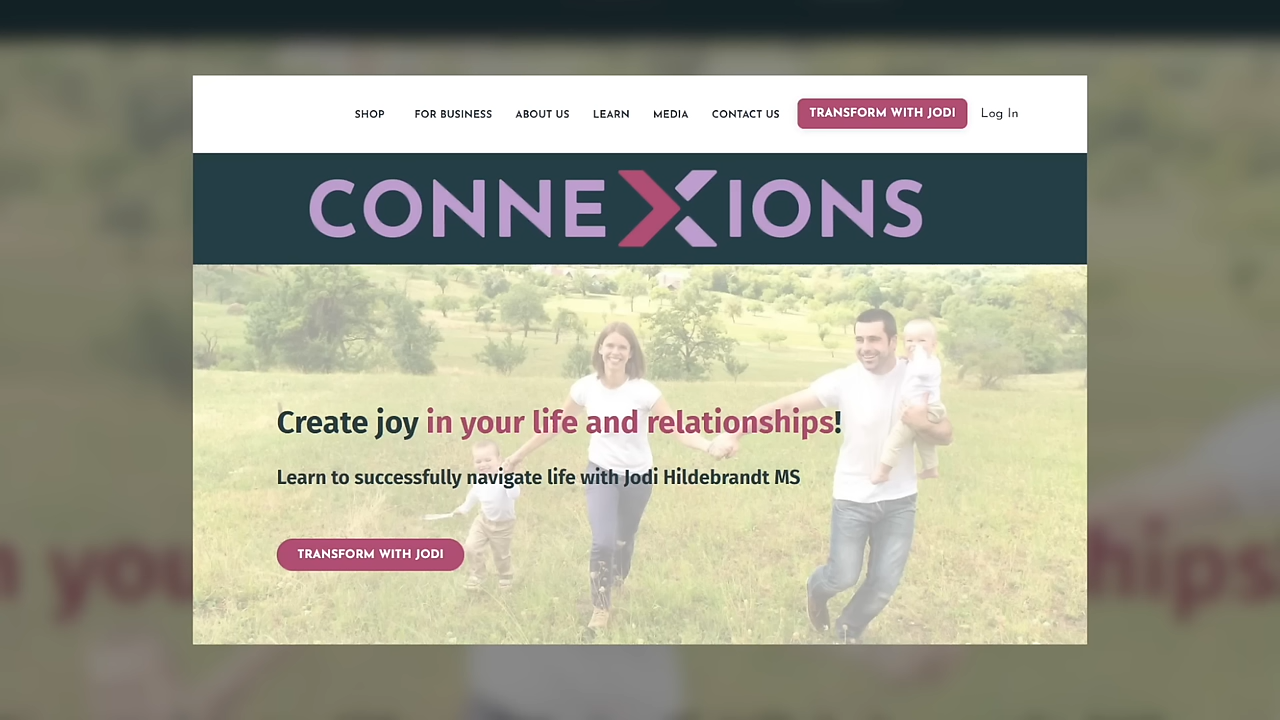 SHOP FOR BUSINESS ABOUT US LEARN MEDIA CONTACT US TRANSFORM WITH JODI Log In
CONNEXIONS
Create joy in your life and relationships!
Learn to successfully navigate life with Jodi Hildebrandt MS
TRANSFORM WITH JODI